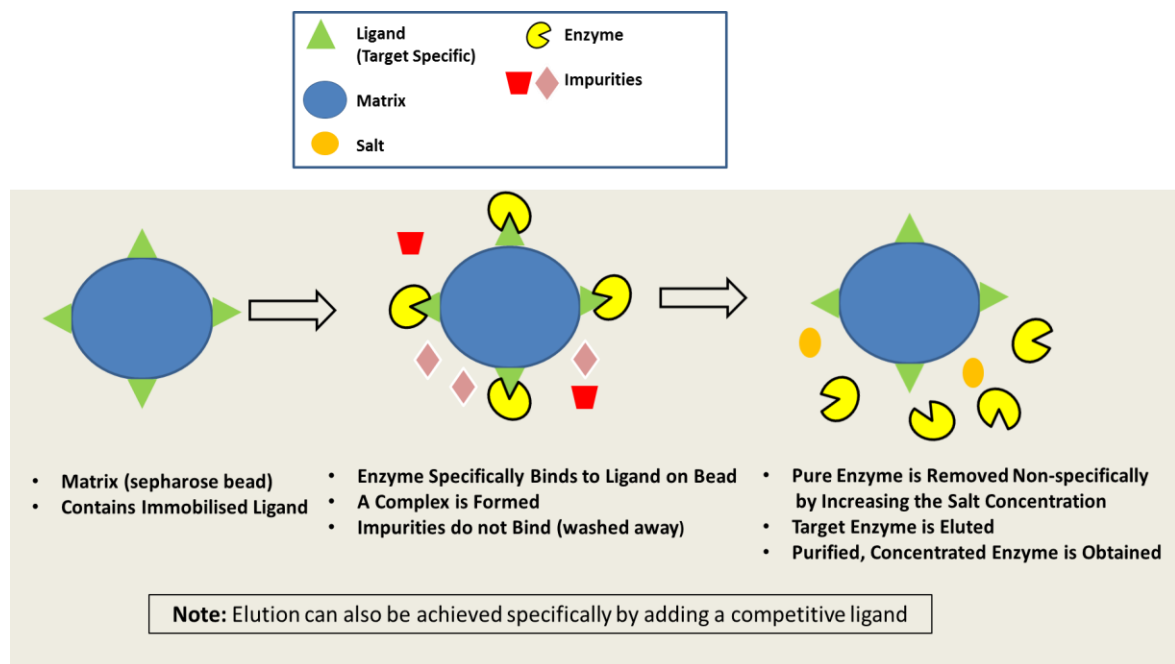 Ligand
(Target Specific)
Enzyme
Impurities
Matrix
Salt
• Matrix (sepharose bead)
• Contains Immobilised Ligand
• Enzyme Specifically Binds to Ligand on Bead
• A Complex is Formed
• Impurities do not Bind (washed away)
• Pure Enzyme is Removed Non-specifically
by Increasing the Salt Concentration
• Target Enzyme is Eluted
• Purified, Concentrated Enzyme is Obtained
Note: Elution can also be achieved specifically by adding a competitive ligand